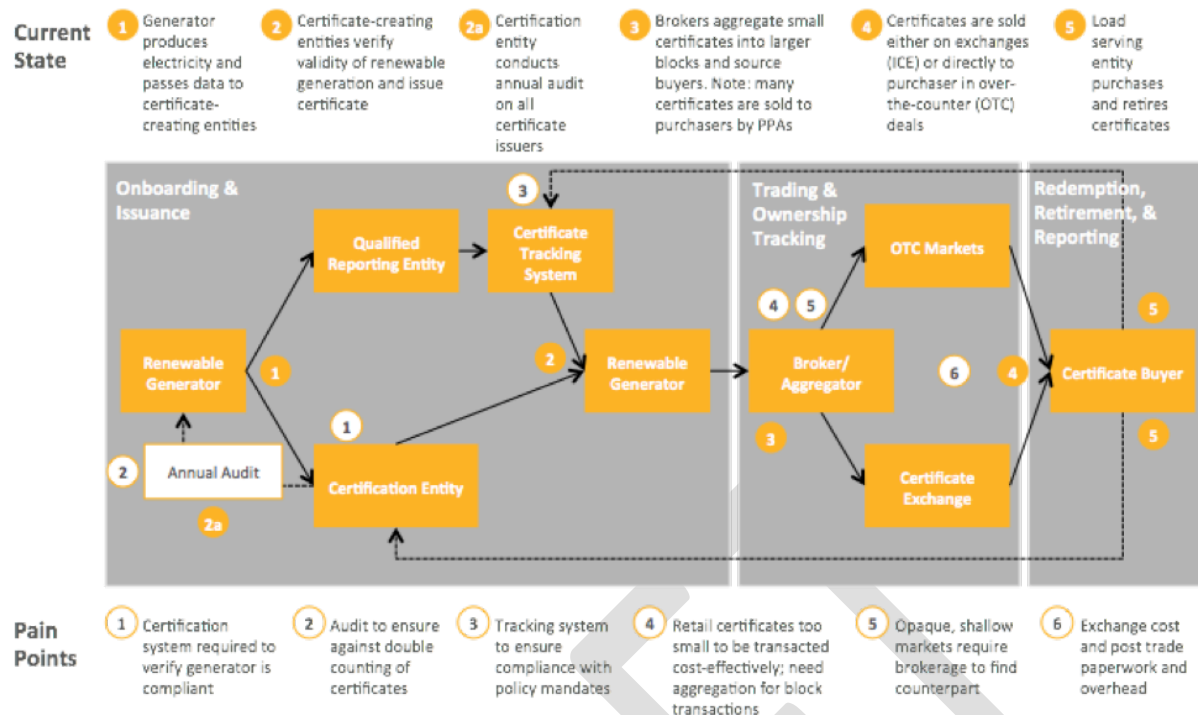 Current
State
1
Generator
produces
electricity and
passes data to
certificate-
creating entities
2
Certificate-creating
entities verify
validity of renewable
generation and issue
certificate
2a
Certification
entity
conducts
annual audit
on all
certificate
issuers
3
Brokers aggregate small
certificates into larger
blocks and source
buyers. Note: many
certificates are sold to
purchasers by PPAs
4
Certificates are sold
either on exchanges
(ICE) or directly to
purchaser in over-
the-counter (OTC)
deals
5
Load
serving
entity
purchases
and retires
certificates
Onboarding &
Issuance
3
Qualified
Reporting Entity
Certificate
Tracking
System
Renewable
Generator
1
2
Renewable
Generator
1
2
Annual Audit
2a
Certification Entity
Trading &
Ownership
Tracking
OTC Markets
4
5
Broker/
Aggregator
6
4
3
Certificate
Exchange
Redemption,
Retirement, &
Reporting
5
Certificate Buyer
5
Pain
Points
1
Certification
system required to
verify generator is
compliant
2
Audit to ensure
against double
counting of
certificates
3
Tracking system
to ensure
compliance with
policy mandates
4
Retail certificates too
small to be transacted
cost-effectively; need
aggregation for block
transactions
5
Opaque, shallow
markets require
brokerage to find
counterpart
6
Exchange cost
and post trade
paperwork and
overhead